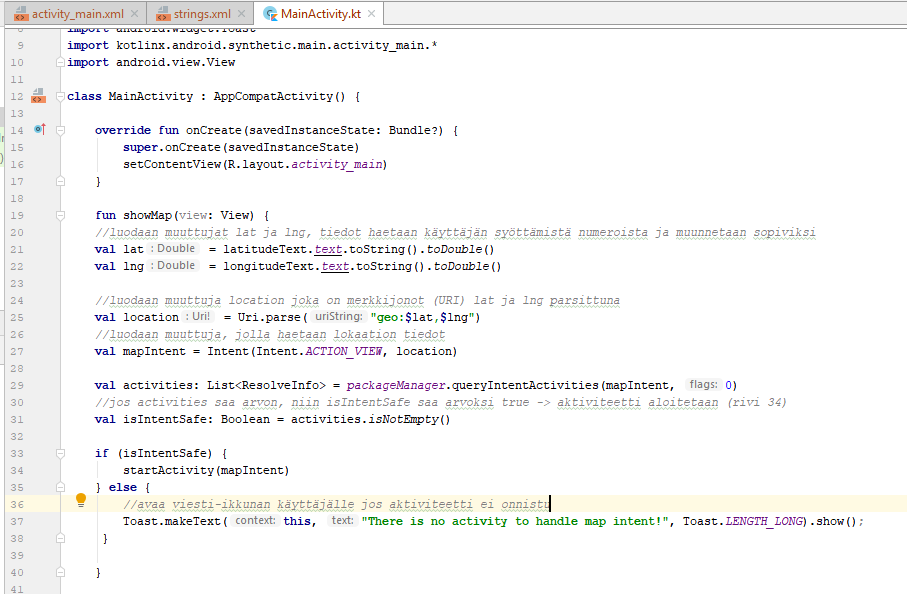 activity_main.xml × strings.xml × MainActivity.kt ×
8 import android.widget.Toast
9 import kotlinx.android.synthetic.main.activity_main.*
10 import android.view.View
11
12 class MainActivity : AppCompatActivity() {
13
14 override fun onCreate(savedInstanceState: Bundle?) {
15 super.onCreate(savedInstanceState)
16 setContentView(R.layout.activity_main)
17 }
18
19 fun showMap(view: View) {
20 //luodaan muuttujat lat ja lng, tiedot haetaan käyttäjän syöttämistä numeroista ja muunnetaan sopiviksi
21 val lat : Double = latitudeText.text.toString().toDouble()
22 val lng : Double = longitudeText.text.toString().toDouble()
23
24 //luodaan muuttuja location joka on merkkijonot (URI) lat ja lng parsittuna
25 val location : Uri! = Uri.parse( uriString: "geo:$lat,$lng")
26 //luodaan muuttuja, jolla haetaan lokaation tiedot
27 val mapIntent = Intent(Intent.ACTION_VIEW, location)
28
29 val activities: List<ResolveInfo> = packageManager.queryIntentActivities(mapIntent, flags: 0)
30 //jos activities saa arvon, niin isIntentSafe saa arvoksi true -> aktiviteetti aloitetaan (rivi 34)
31 val isIntentSafe: Boolean = activities.isNotEmpty()
32
33 if (isIntentSafe) {
34 startActivity(mapIntent)
35 } else {
36 //avaa viesti-ikkunan käyttäjälle jos aktiviteetti ei onnistu
37 Toast.makeText( context: this, text: "There is no activity to handle map intent!", Toast.LENGTH_LONG).show();
38 }
39
40 }
41